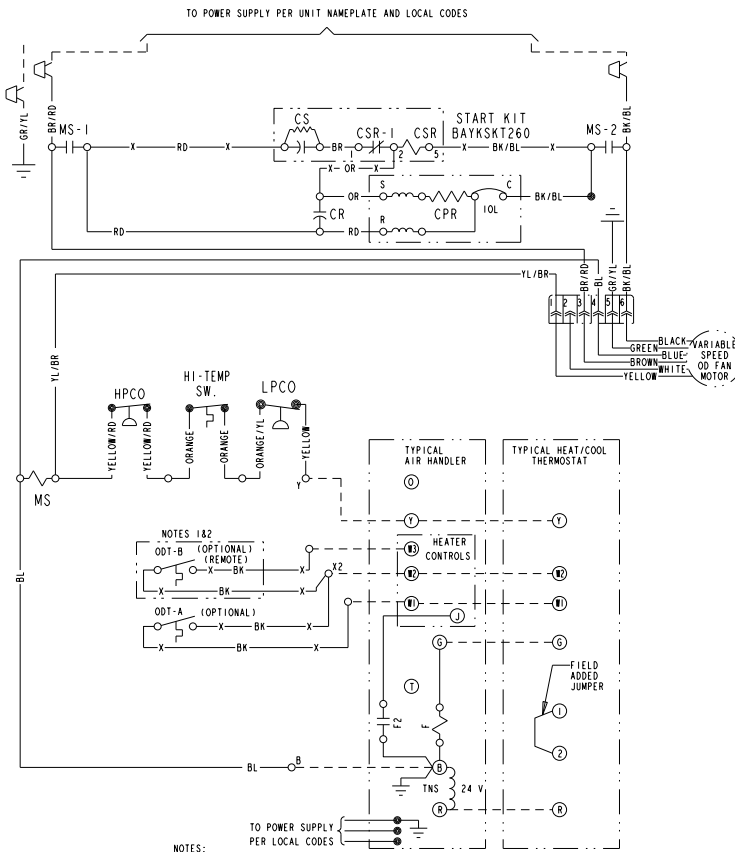 TO POWER SUPPLY PER UNIT NAMEPLATE AND LOCAL CODES
GR/YL
BR/RD
BK/BL
MS-1
X
RD
X
CS
BR
1
CSR-1
2
CSR
5
START KIT
BAYKSKT260
X
BK/BL
X
MS-2
X
OR
X
OR
S
C
BK/BL
CR
CPR
IOL
RD
RD
R
YL/BR
BR/RD
BL
GR/YL
BK/BL
1
2
3
4
5
6
BLACK
GREEN
BLUE
BROWN
WHITE
YELLOW
VARIABLE
SPEED
OD FAN
MOTOR
YL/BR
HPCO
HI-TEMP
SW.
LPCO
YELLOW/RD
YELLOW/RD
ORANGE
ORANGE
ORANGE/YL
YELLOW
Y
MS
BL
TYPICAL
AIR HANDLER
TYPICAL HEAT/COOL
THERMOSTAT
O
Y
Y
NOTES 1&2
ODT-B
(OPTIONAL)
(REMOTE)
X
BK
X
X
BK
X
X2
HEATER
CONTROLS
W3
W2
W2
W1
W1
J
ODT-A
(OPTIONAL)
X
BK
X
X
BK
X
G
G
T
FIELD
ADDED
JUMPER
1
2
F2
F
BL
B
B
TNS
24 V
R
R
TO POWER SUPPLY
PER LOCAL CODES
NOTES: